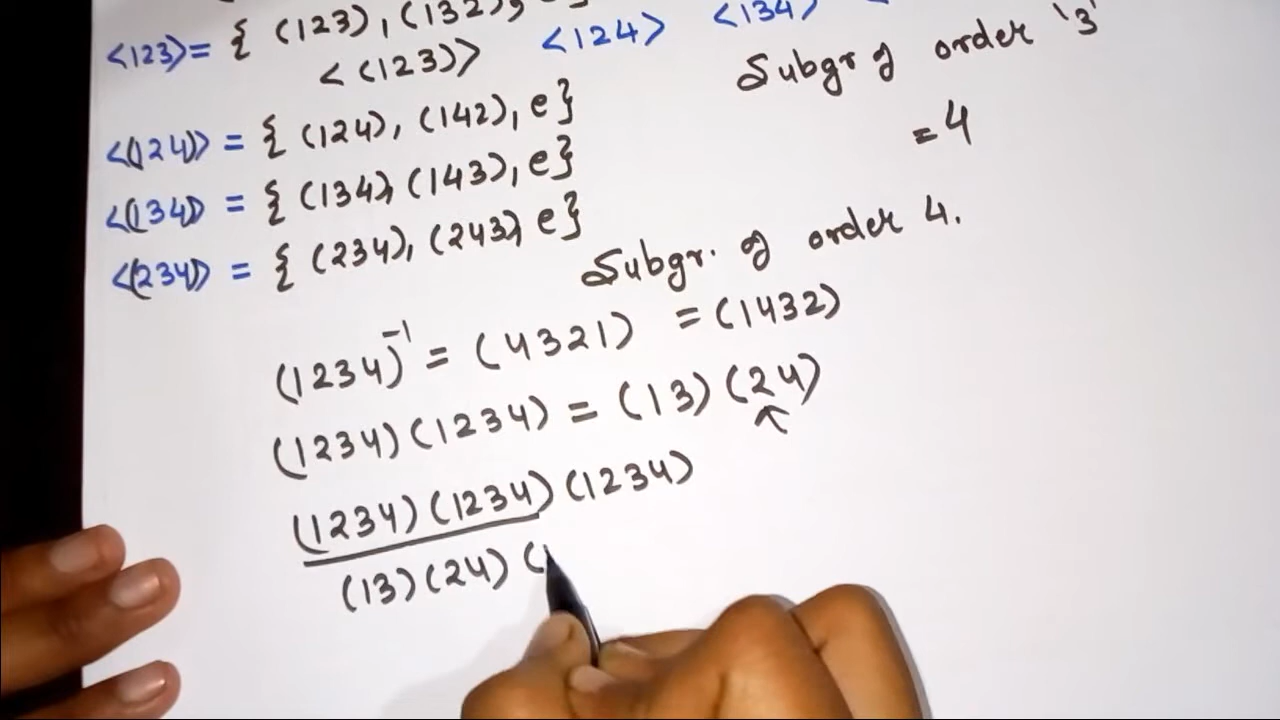 <123> = { (123), (132),
<(123)> <124> <134>
Subgr of order '3'
= 4
<(124)> = { (124), (142), e}
<(134)> = { (134), (143), e}
<(234)> = { (234), (243), e}
Subgr. of order 4.
(1234)⁻¹ = (4321) = (1432)
(1234)(1234) = (13)(24)
(1234)(1234)(1234)
(13)(24)(